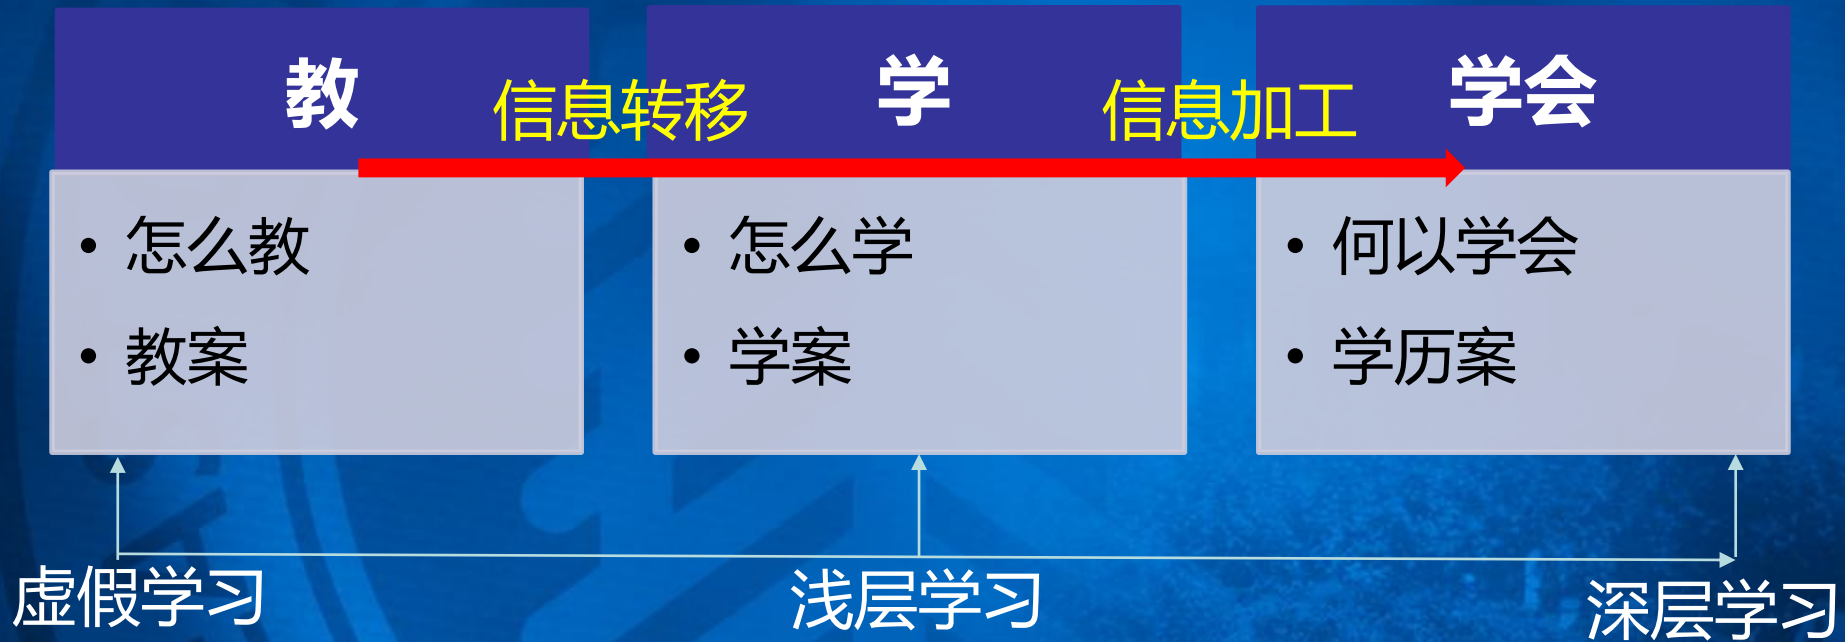 教
信息转移
学
信息加工
学会
• 怎么教
• 教案
• 怎么学
• 学案
• 何以学会
• 学历案
虚假学习
浅层学习
深层学习